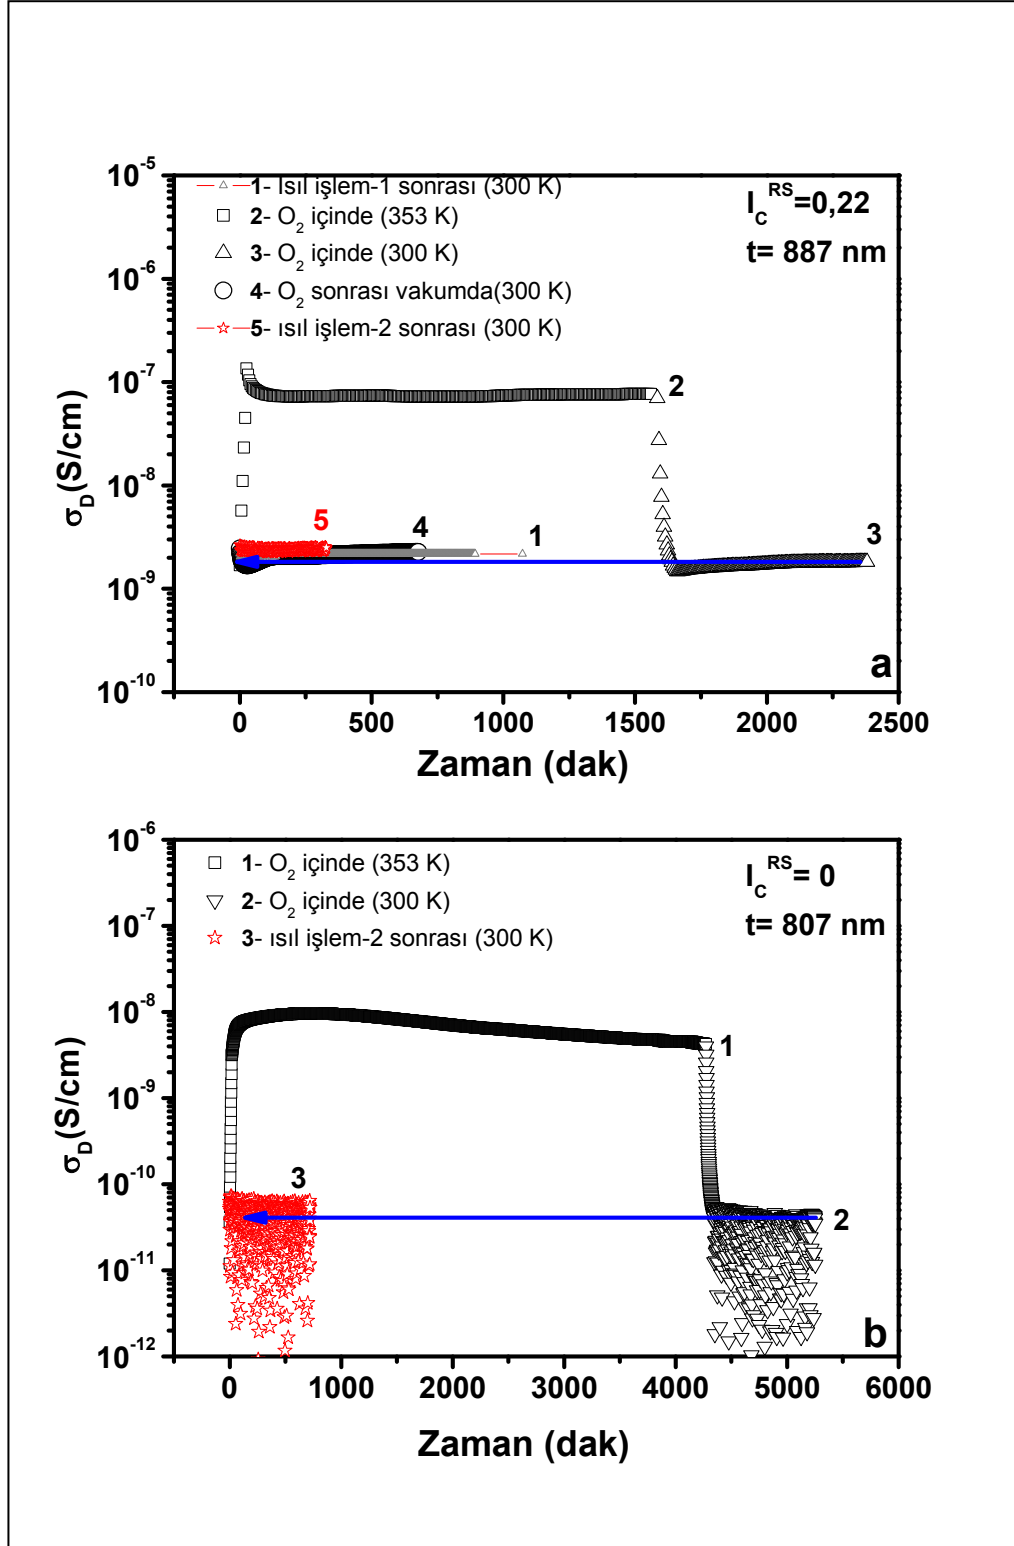 10⁻⁵
1- Isıl işlem-1 sonrası (300 K)
2- O₂ içinde (353 K)
3- O₂ içinde (300 K)
4- O₂ sonrası vakumda(300 K)
5- ısıl işlem-2 sonrası (300 K)
I_C^RS=0,22
t= 887 nm
10⁻⁶
10⁻⁷
10⁻⁸
10⁻⁹
10⁻¹⁰
σ_D(S/cm)
2
5
4
1
3
a
0 500 1000 1500 2000 2500
Zaman (dak)
10⁻⁶
1- O₂ içinde (353 K)
2- O₂ içinde (300 K)
3- ısıl işlem-2 sonrası (300 K)
I_C^RS= 0
t= 807 nm
10⁻⁷
10⁻⁸
10⁻⁹
10⁻¹⁰
10⁻¹¹
10⁻¹²
σ_D(S/cm)
1
3
2
b
0 1000 2000 3000 4000 5000 6000
Zaman (dak)